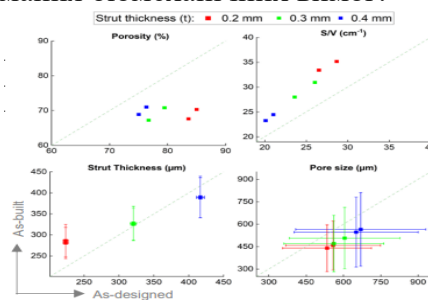 Strut thickness (t): 0.2 mm 0.3 mm 0.4 mm
Porosity (%)
S/V (cm⁻¹)
90
80
70
60
60 70 80 90
40
35
30
25
20
20 25 30 35
Strut Thickness (µm)
Pore size (µm)
450
400
350
300
250
250 300 350 400 450
1050
900
750
600
450
300
300 450 600 750 900
As-built
As-designed